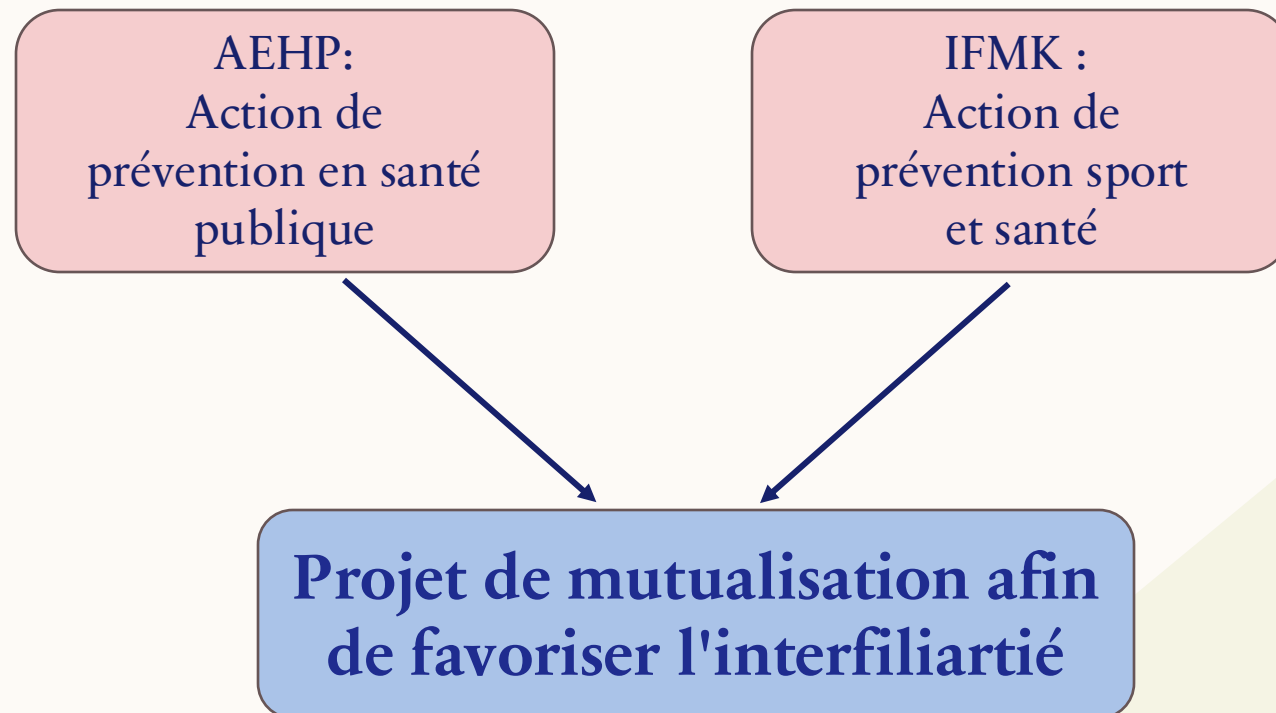 AEHP:
Action de
prévention en santé
publique
IFMK :
Action de
prévention sport
et santé
Projet de mutualisation afin
de favoriser l'interfiliartié